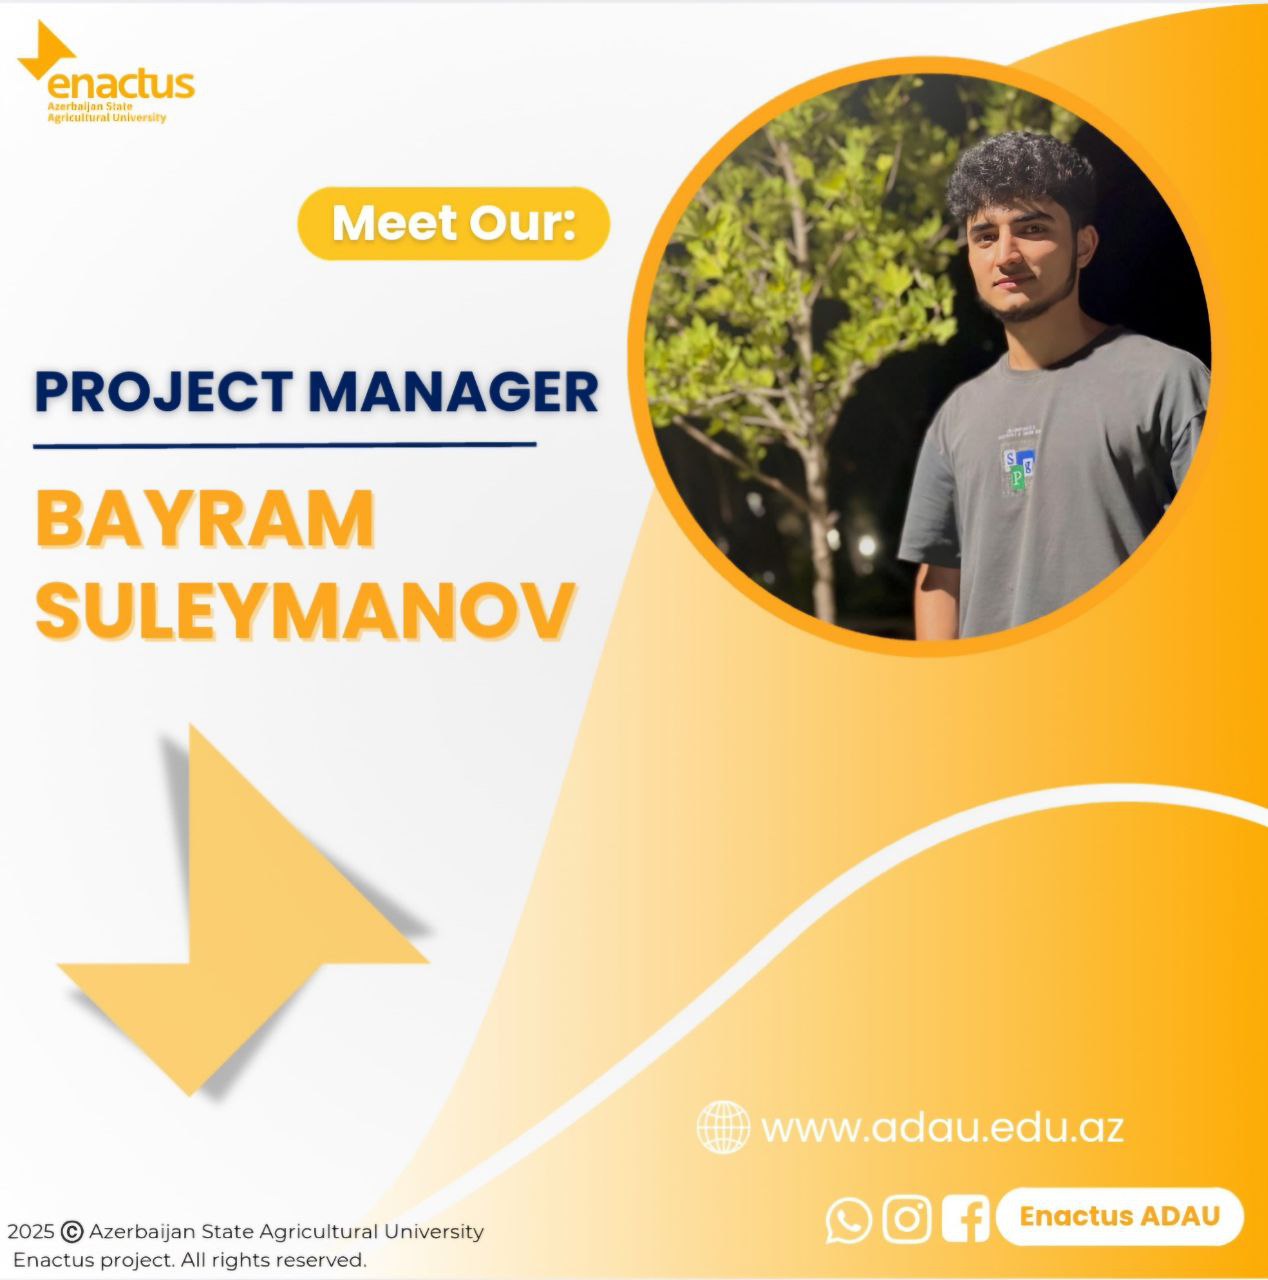 enactus
Azerbaijan State
Agricultural University
Meet Our:
PROJECT MANAGER
BAYRAM
SULEYMANOV
S
g
P
www.adau.edu.az
Enactus ADAU
2025 © Azerbaijan State Agricultural University
Enactus project. All rights reserved.